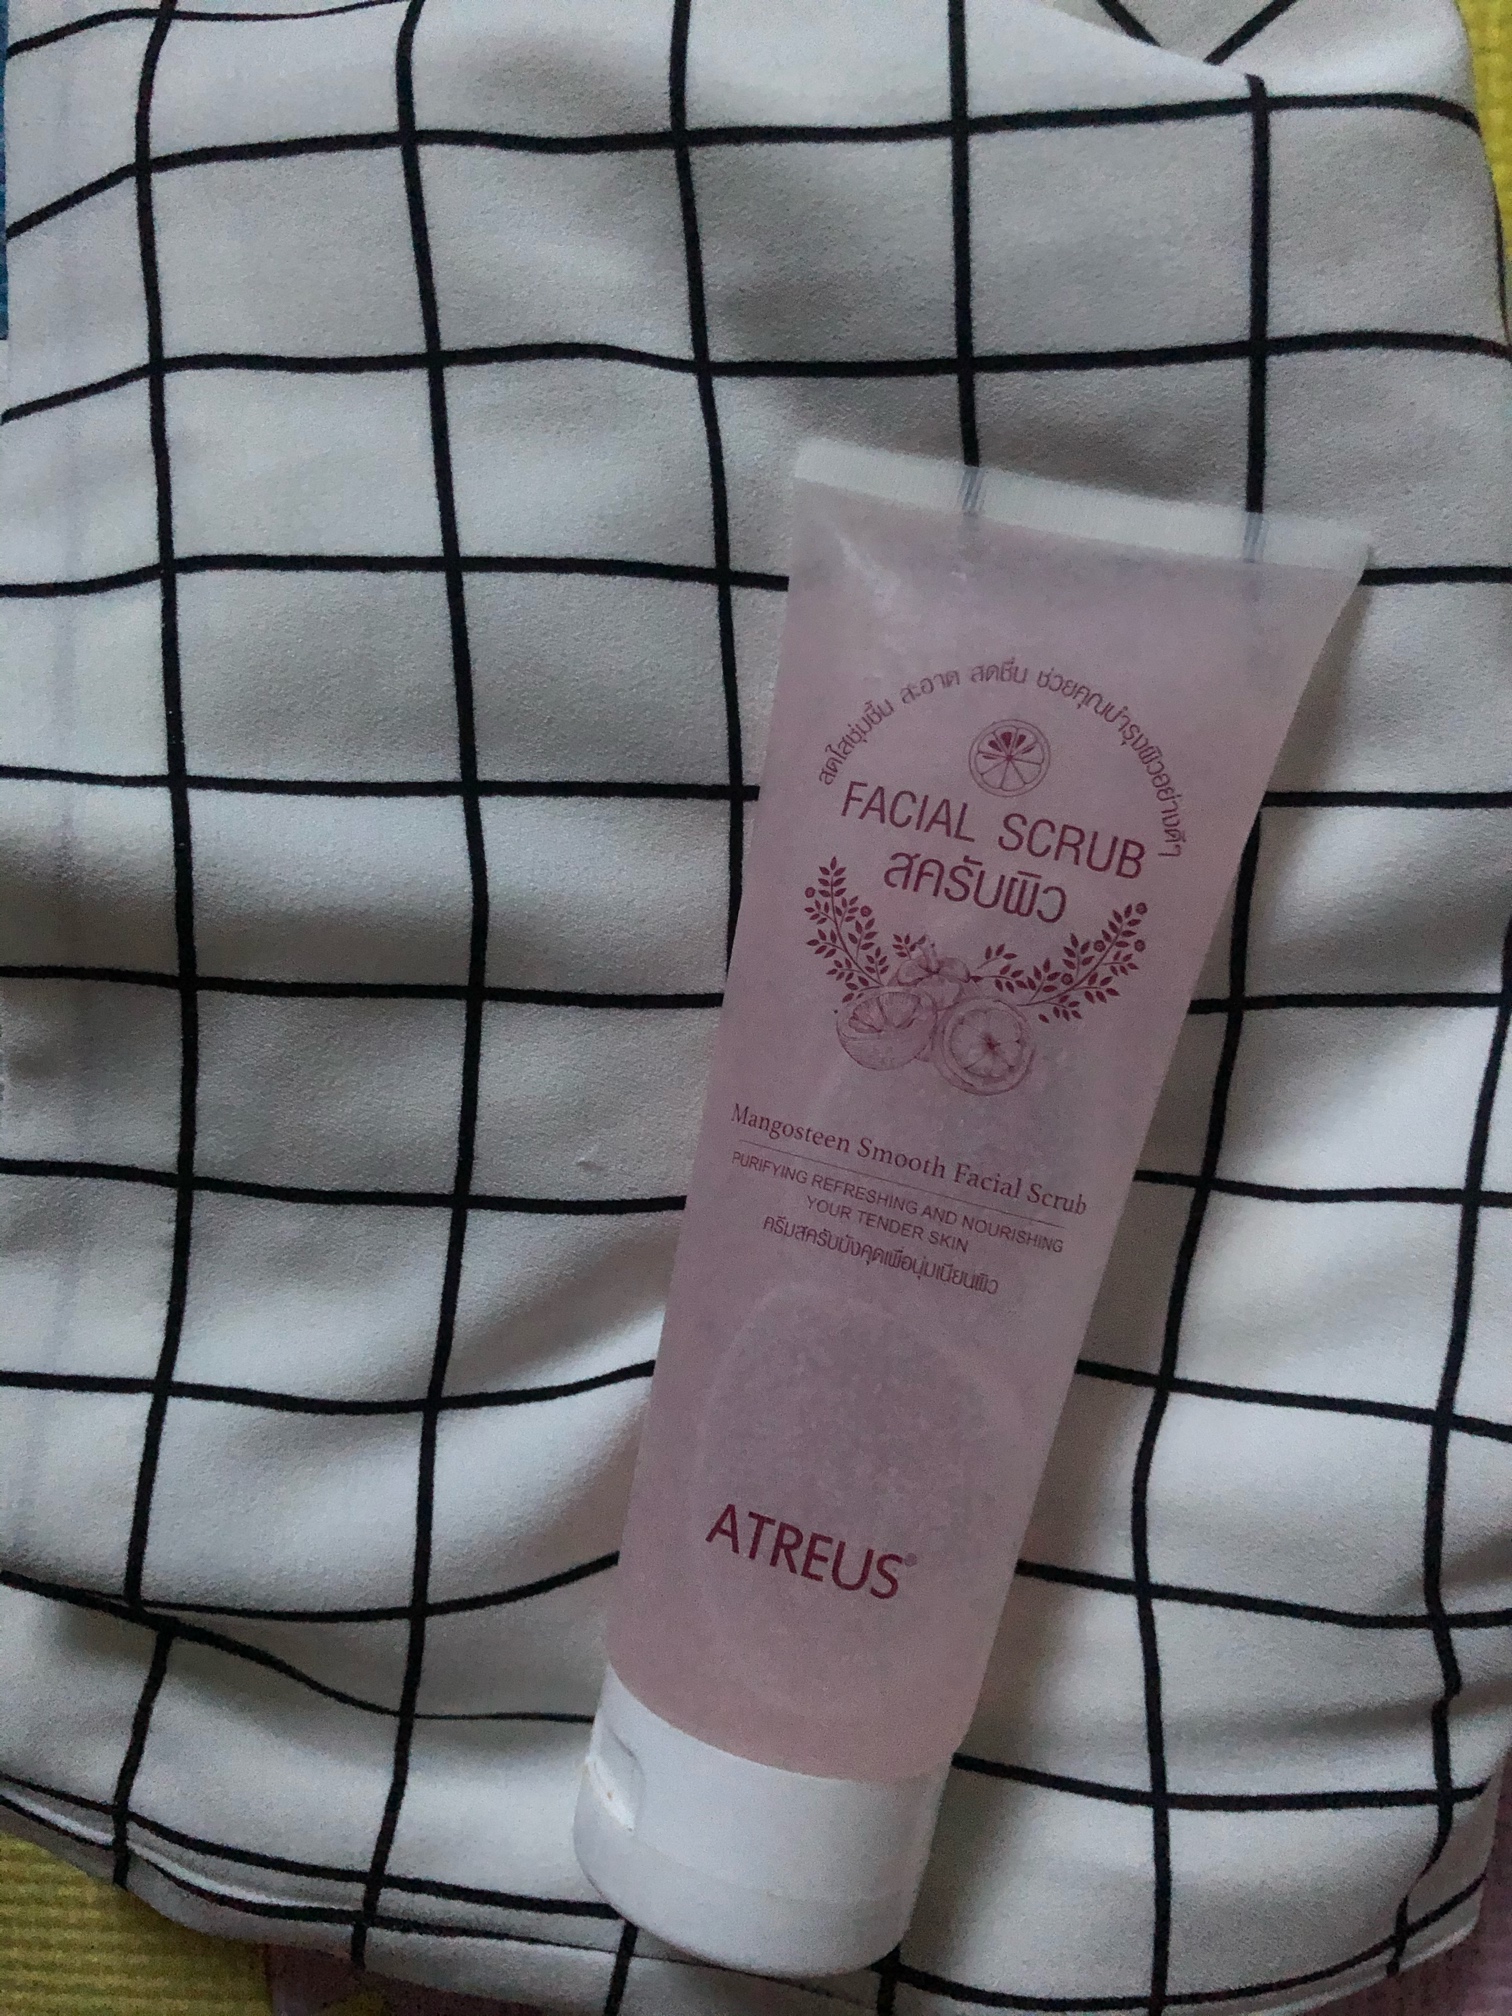 สดใสชุ่มชื้น สะอาด สดชื่น ช่วยคุณบำรุงผิวอย่างดีๆ
FACIAL SCRUB
สครับผิว
Mangosteen Smooth Facial Scrub
PURIFYING REFRESHING AND NOURISHING
YOUR TENDER SKIN
ครีมสครับมังคุดเพื่อนุ่มเนียนผิว
ATREUS®